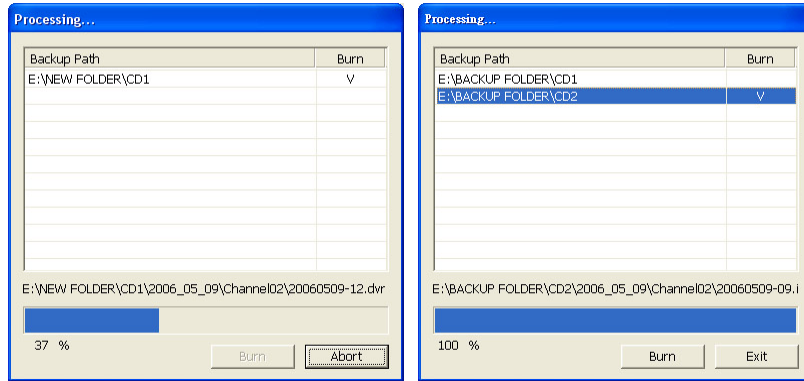 Processing...
Backup Path Burn
E:\NEW FOLDER\CD1 V
E:\NEW FOLDER\CD1\2006_05_09\Channel02\20060509-12.dvr
37 %
Burn Abort
Processing...
Backup Path Burn
E:\BACKUP FOLDER\CD1
E:\BACKUP FOLDER\CD2 V
E:\BACKUP FOLDER\CD2\2006_05_09\Channel02\20060509-09.i
100 %
Burn Exit